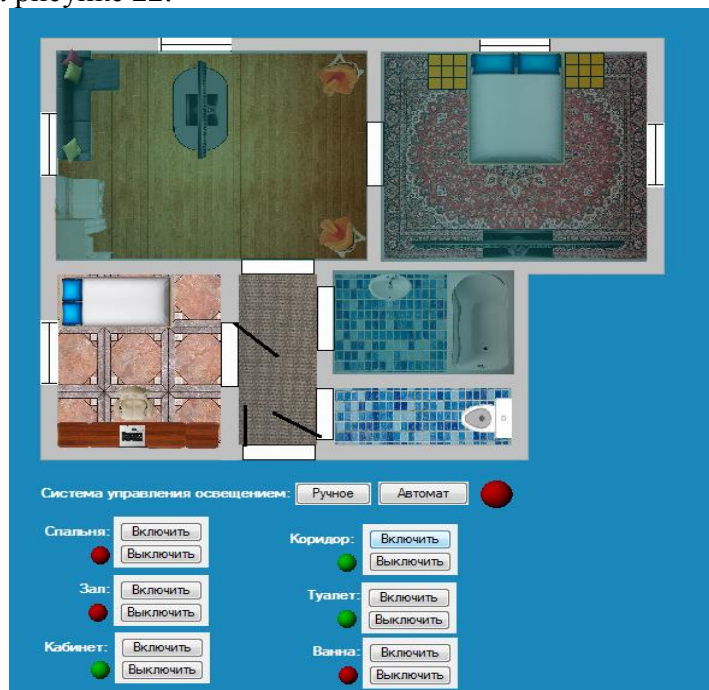 рисунке 22.
Система управления освещением: Ручное Автомат
Спальня: Включить
Выключить
Зал: Включить
Выключить
Кабинет: Включить
Выключить
Коридор: Включить
Выключить
Туалет: Включить
Выключить
Ванна: Включить
Выключить